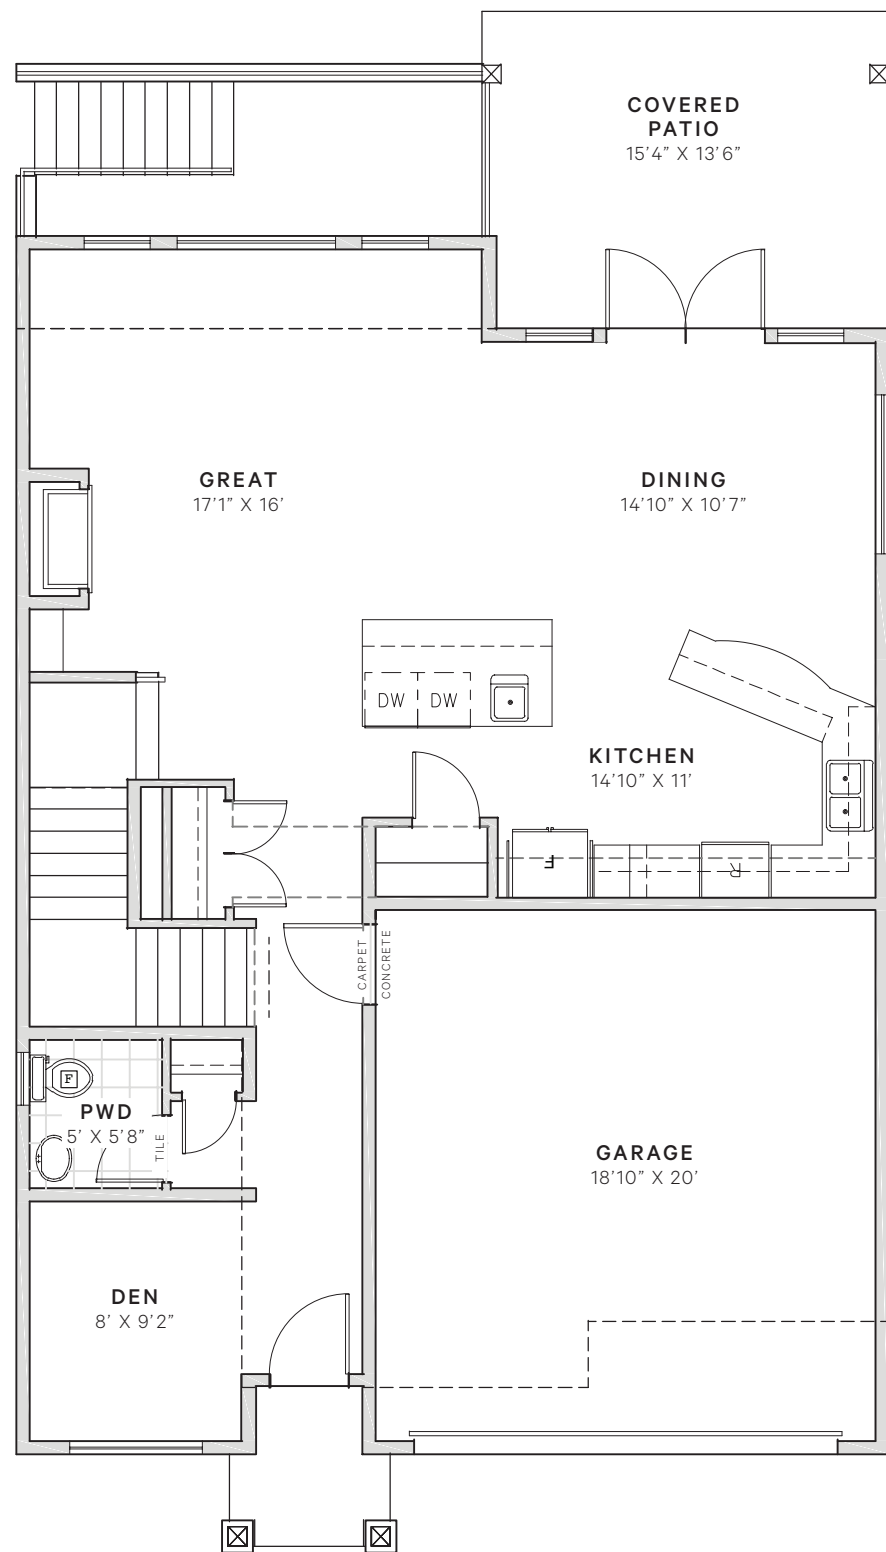 COVERED
PATIO
15'4" X 13'6"
GREAT
17'1" X 16'
DINING
14'10" X 10'7"
DW
DW
KITCHEN
14'10" X 11'
F
R
CARPET
CONCRETE
F
PWD
5' X 5'8"
TILE
GARAGE
18'10" X 20'
DEN
8' X 9'2"